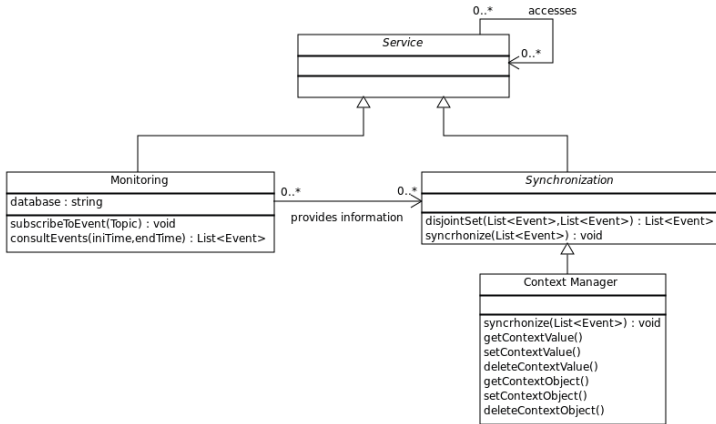 0..* accesses
Service
0..*
Monitoring
database : string
subscribeToEvent(Topic) : void
consultEvents(iniTime,endTime) : List<Event>
0..* 0..*
provides information
Synchronization
disjointSet(List<Event>,List<Event>) : List<Event>
syncrhonize(List<Event>) : void
Context Manager
syncrhonize(List<Event>) : void
getContextValue()
setContextValue()
deleteContextValue()
getContextObject()
setContextObject()
deleteContextObject()